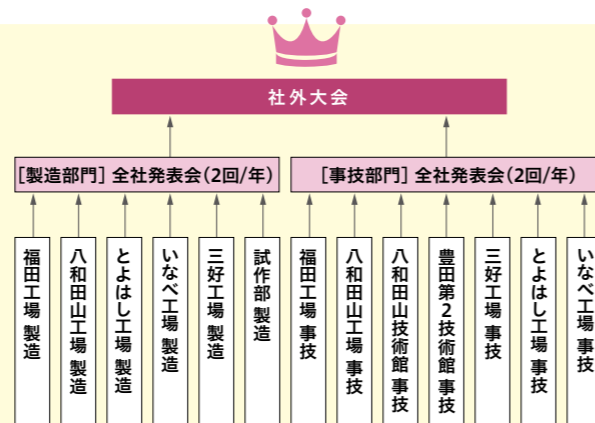 社外大会
[製造部門] 全社発表会(2回/年)
[事技部門] 全社発表会(2回/年)
福田工場 製造
八和田山工場 製造
とよはし工場 製造
いなべ工場 製造
三好工場 製造
試作部 製造
福田工場 事技
八和田山工場 事技
八和田山技術館 事技
豊田第2技術館 事技
三好工場 事技
とよはし工場 事技
いなべ工場 事技